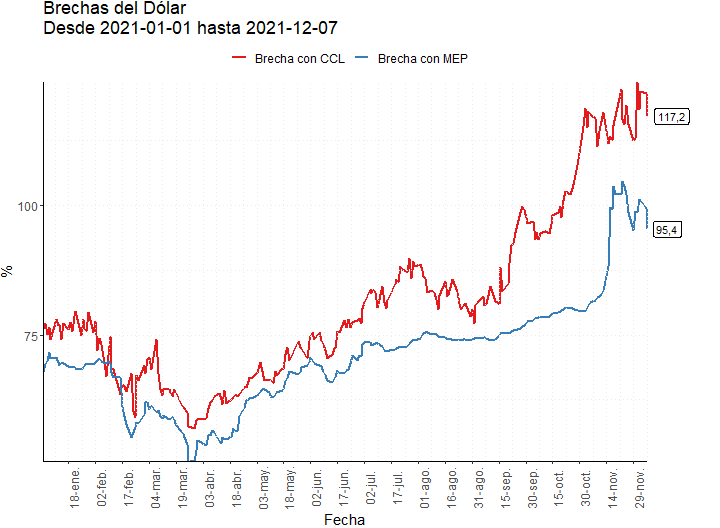 Brechas del Dólar
Desde 2021-01-01 hasta 2021-12-07
Brecha con CCL Brecha con MEP
117,2
100
95,4
%
75
18-ene. 02-feb. 17-feb. 04-mar. 19-mar. 03-abr. 18-abr. 03-may. 18-may. 02-jun. 17-jun. 02-jul. 17-jul. 01-ago. 16-ago. 31-ago. 15-sep. 30-sep. 15-oct. 30-oct. 14-nov. 29-nov.
Fecha